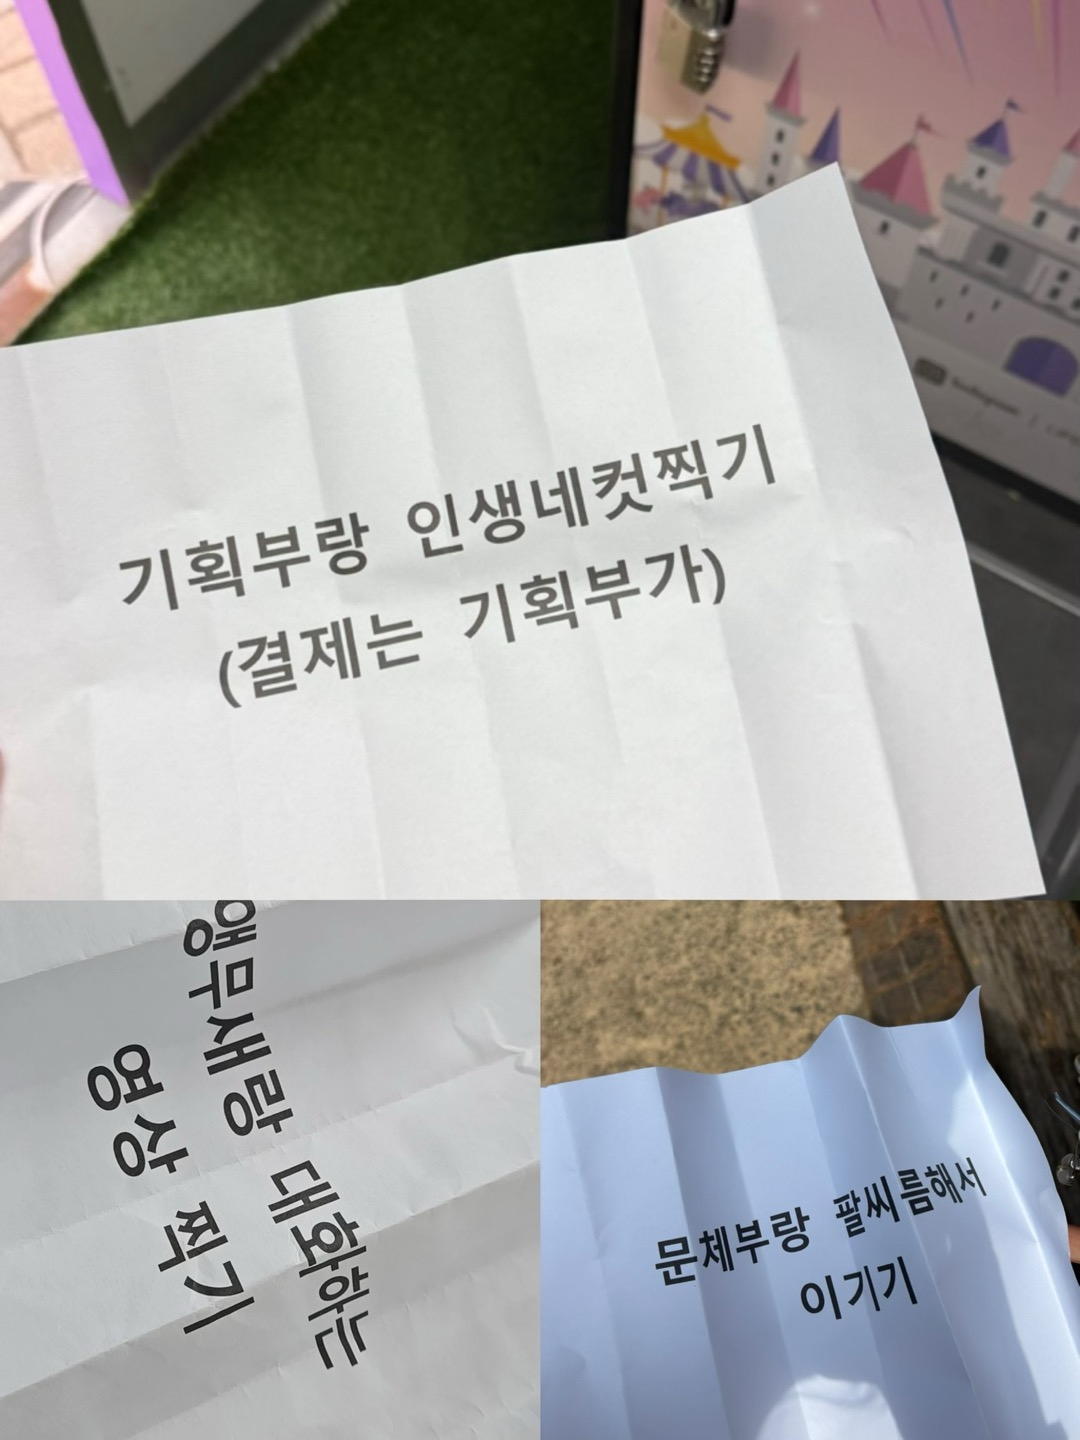 기획부랑 인생네컷찍기
(결제는 기획부가)
앵무새랑 대화하는
영상 찍기
문체부랑 팔씨름해서
이기기